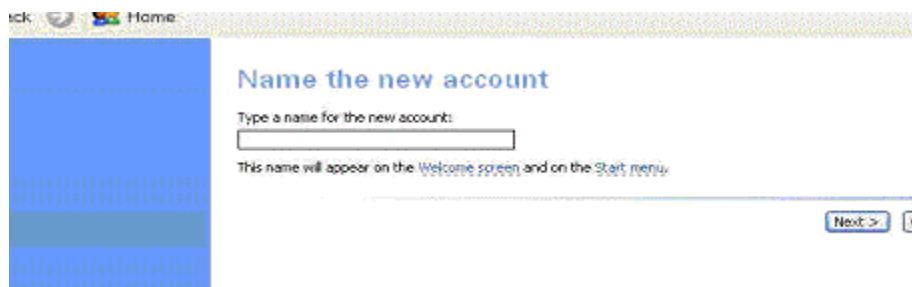 ck Home
Name the new account
Type a name for the new account:
This name will appear on the Welcome screen and on the Start menu.
Next >